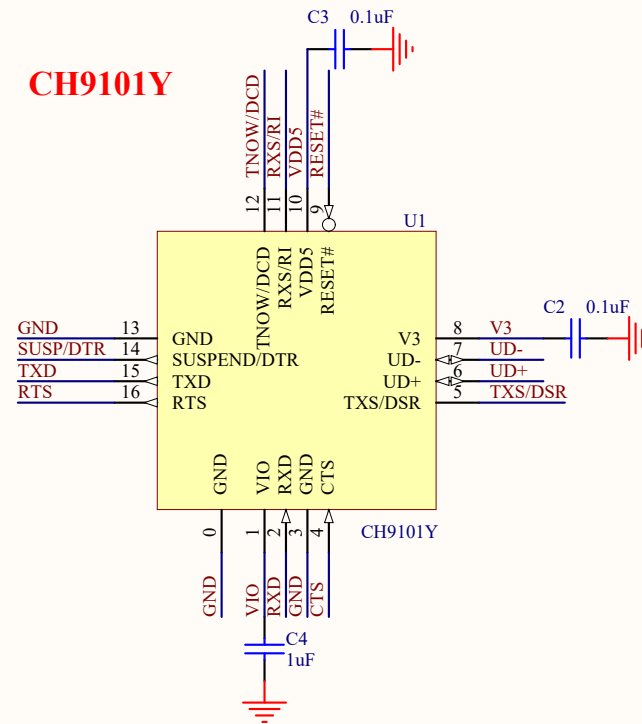 C3
0.1uF
CH9101Y
TNOW/DCD
RXS/RI
VDD5
RESET#
12
11
10
9
U1
TNOW/DCD
RXS/RI
VDD5
RESET#
C2
0.1uF
GND
13
GND
V3
8
V3
SUSP/DTR
14
SUSPEND/DTR
UD-
7
UD-
TXD
15
TXD
UD+
6
UD+
RTS
16
RTS
TXS/DSR
5
TXS/DSR
GND
VIO
RXD
GND
CTS
0
1
2
3
4
CH9101Y
GND
VIO
RXD
GND
CTS
C4
1uF